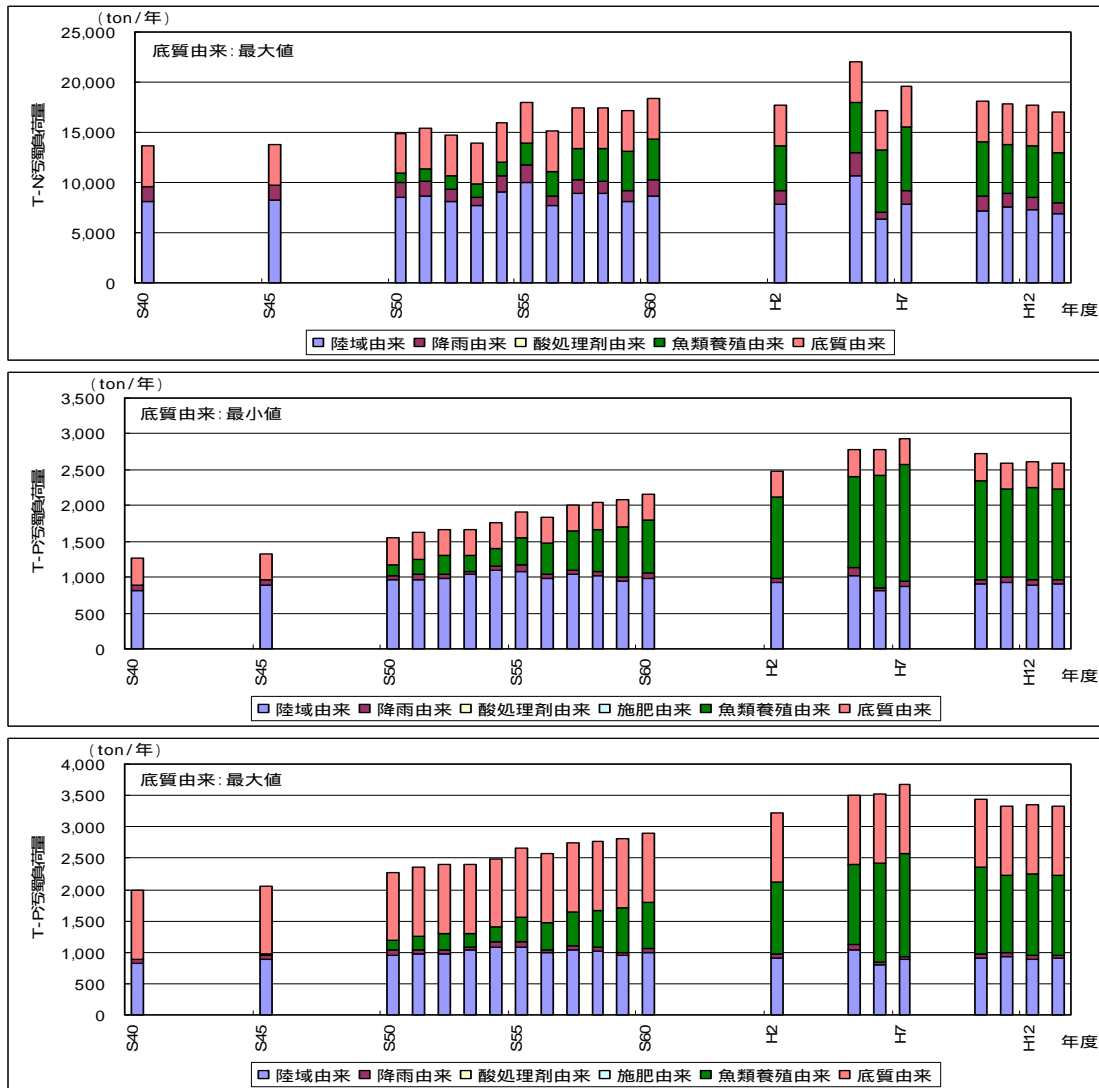 (ton/年)
底質由来:最大値
T-N汚濁負荷量
25,000
20,000
15,000
10,000
5,000
0
S40 S45 S50 S55 S60 H2 H7 H12 年度
陸域由来 降雨由来 酸処理剤由来 魚類養殖由来 底質由来
(ton/年)
底質由来:最小値
T-P汚濁負荷量
3,500
3,000
2,500
2,000
1,500
1,000
500
0
S40 S45 S50 S55 S60 H2 H7 H12 年度
陸域由来 降雨由来 酸処理剤由来 施肥由来 魚類養殖由来 底質由来
(ton/年)
底質由来:最大値
T-P汚濁負荷量
4,000
3,500
3,000
2,500
2,000
1,500
1,000
500
0
S40 S45 S50 S55 S60 H2 H7 H12 年度
陸域由来 降雨由来 酸処理剤由来 施肥由来 魚類養殖由来 底質由来